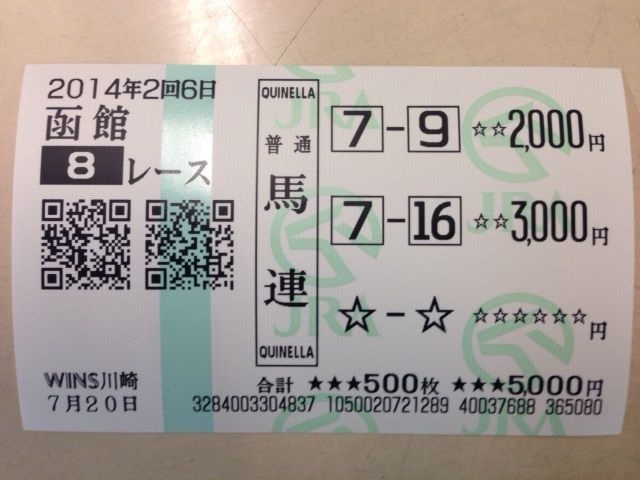 2014年2回6日
函館
8レース
WINS川崎
7月20日
QUINELLA
普通
馬連
QUINELLA
7-9 ☆☆2,000円
7-16 ☆☆3,000円
☆-☆ ☆☆☆☆☆☆円
合計 ★★★500枚 ★★★5,000円
3284003304837 1050020721289 40037688 365080
JRA
JRA
JRA
JRA